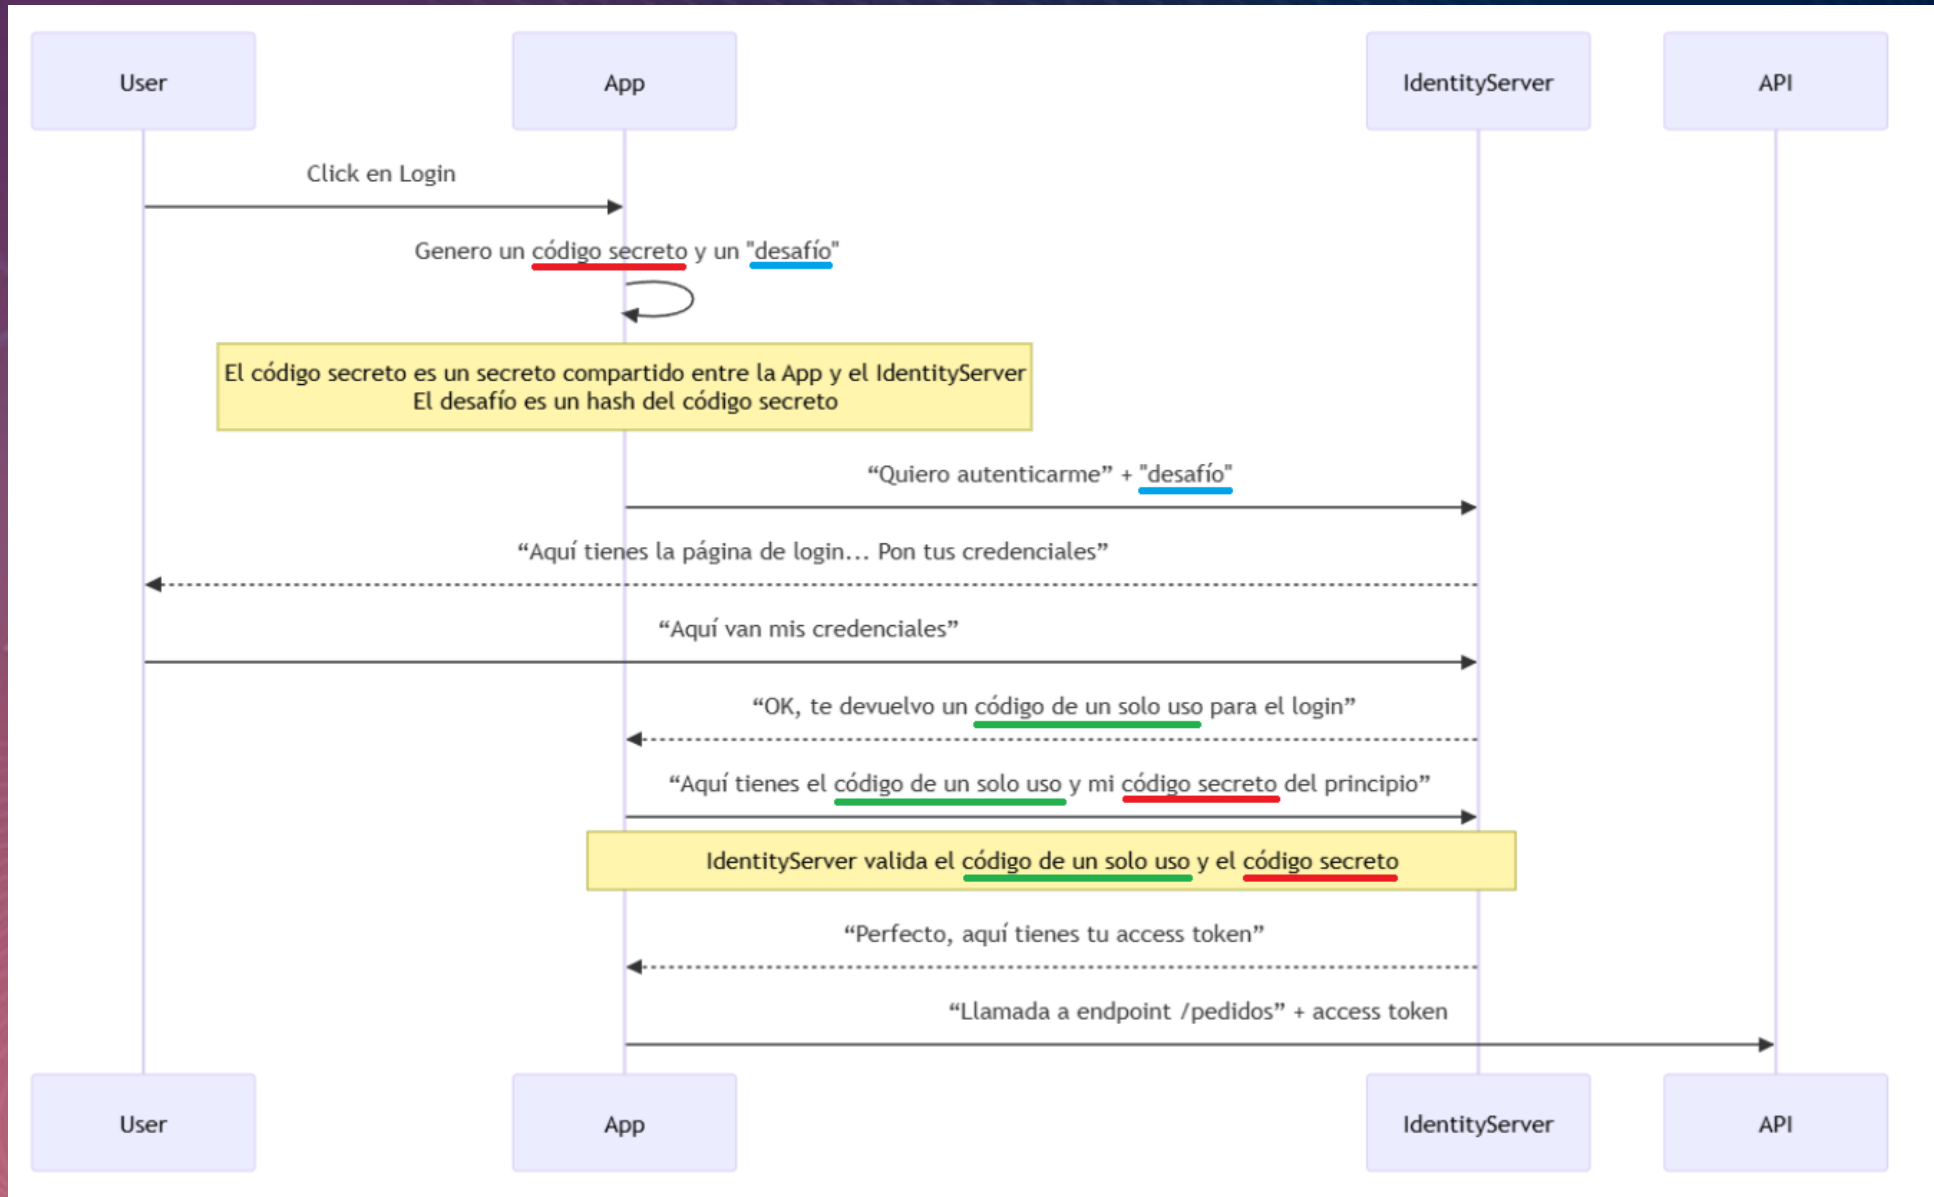 User
App
IdentityServer
API
Click en Login
Genero un código secreto y un "desafío"
El código secreto es un secreto compartido entre la App y el IdentityServer
El desafío es un hash del código secreto
“Quiero autenticarme” + "desafío"
“Aquí tienes la página de login... Pon tus credenciales”
“Aquí van mis credenciales”
“OK, te devuelvo un código de un solo uso para el login”
“Aquí tienes el código de un solo uso y mi código secreto del principio”
IdentityServer valida el código de un solo uso y el código secreto
“Perfecto, aquí tienes tu access token”
“Llamada a endpoint /pedidos” + access token
User
App
IdentityServer
API